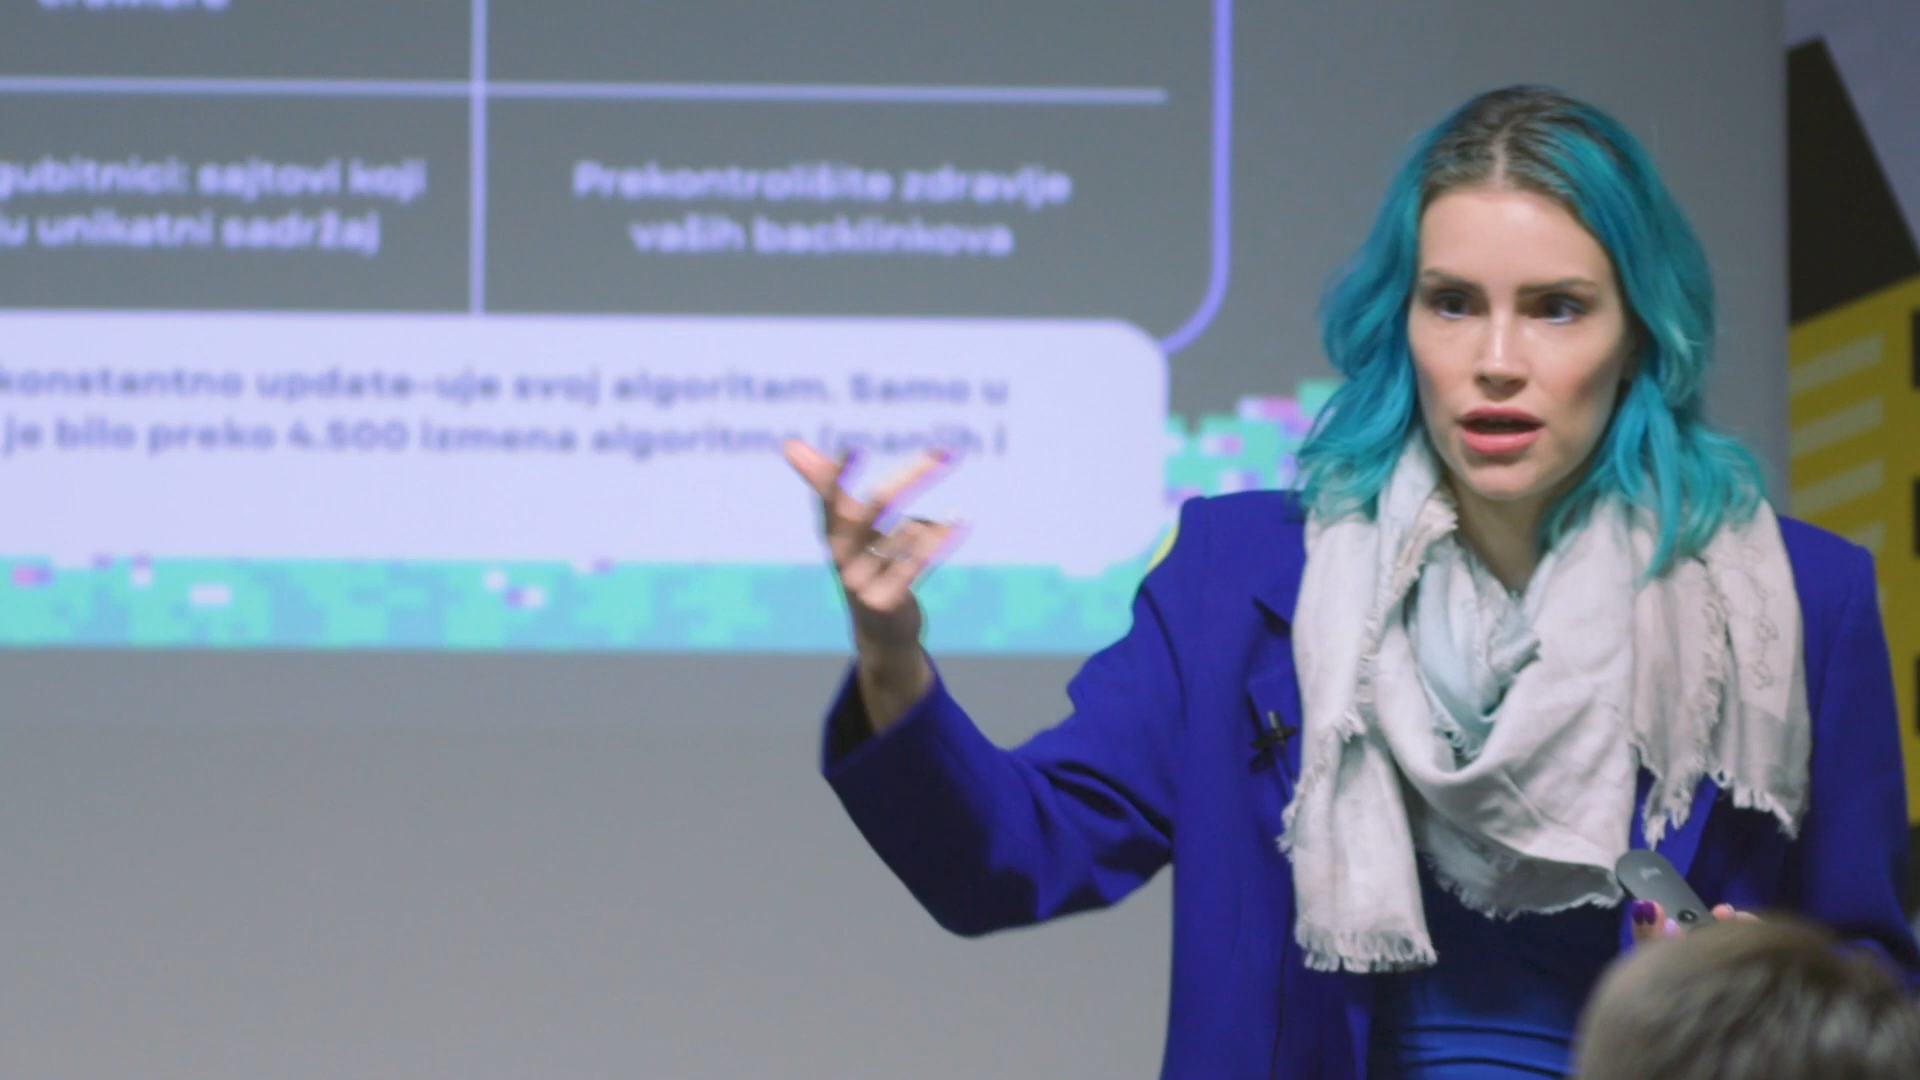 gubitnici: sajtovi koji
unikatni sadržaj
Prekontrolišite zdravlje
vaših backlinkova
konstantno update-uje svoj algoritam. Samo u
je bilo preko 4.500 izmena algoritma (manjih i